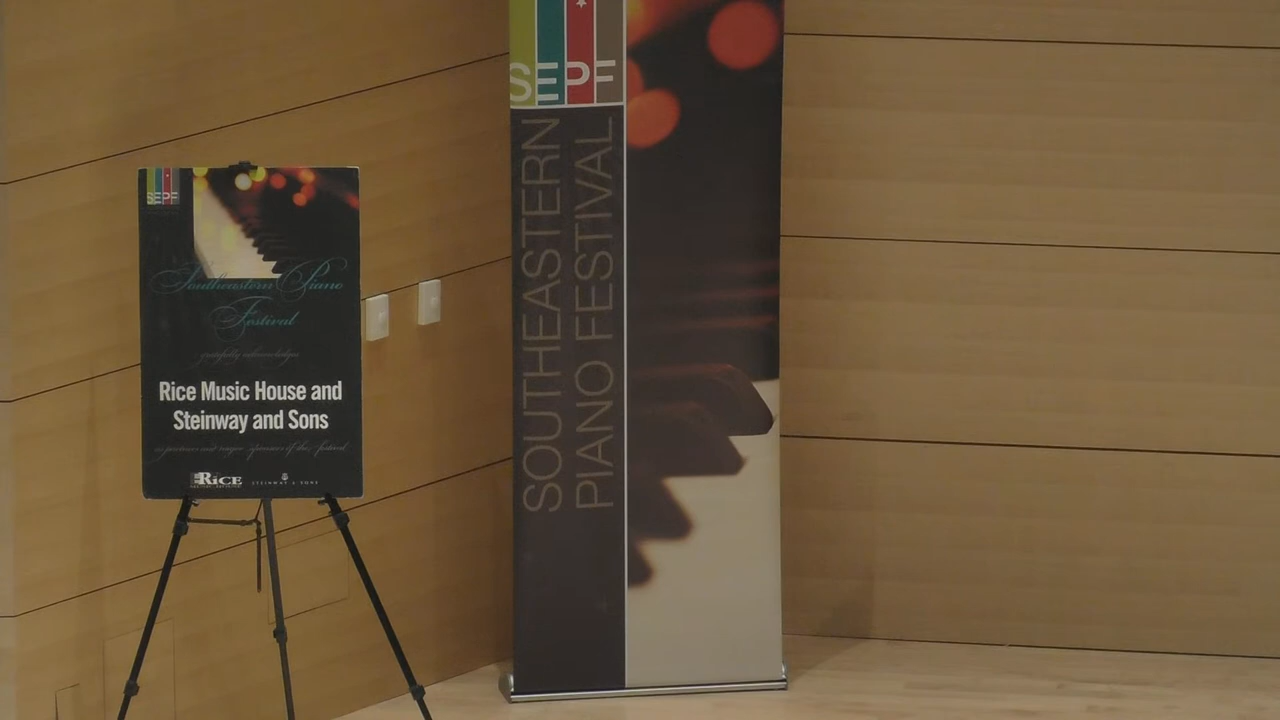 SEPF
Southeastern Piano
Festival
gratefully acknowledges
Rice Music House and
Steinway and Sons
as partners and major sponsors of the festival
RICE
STEINWAY & SONS
SEPF
SOUTHEASTERN
PIANO FESTIVAL